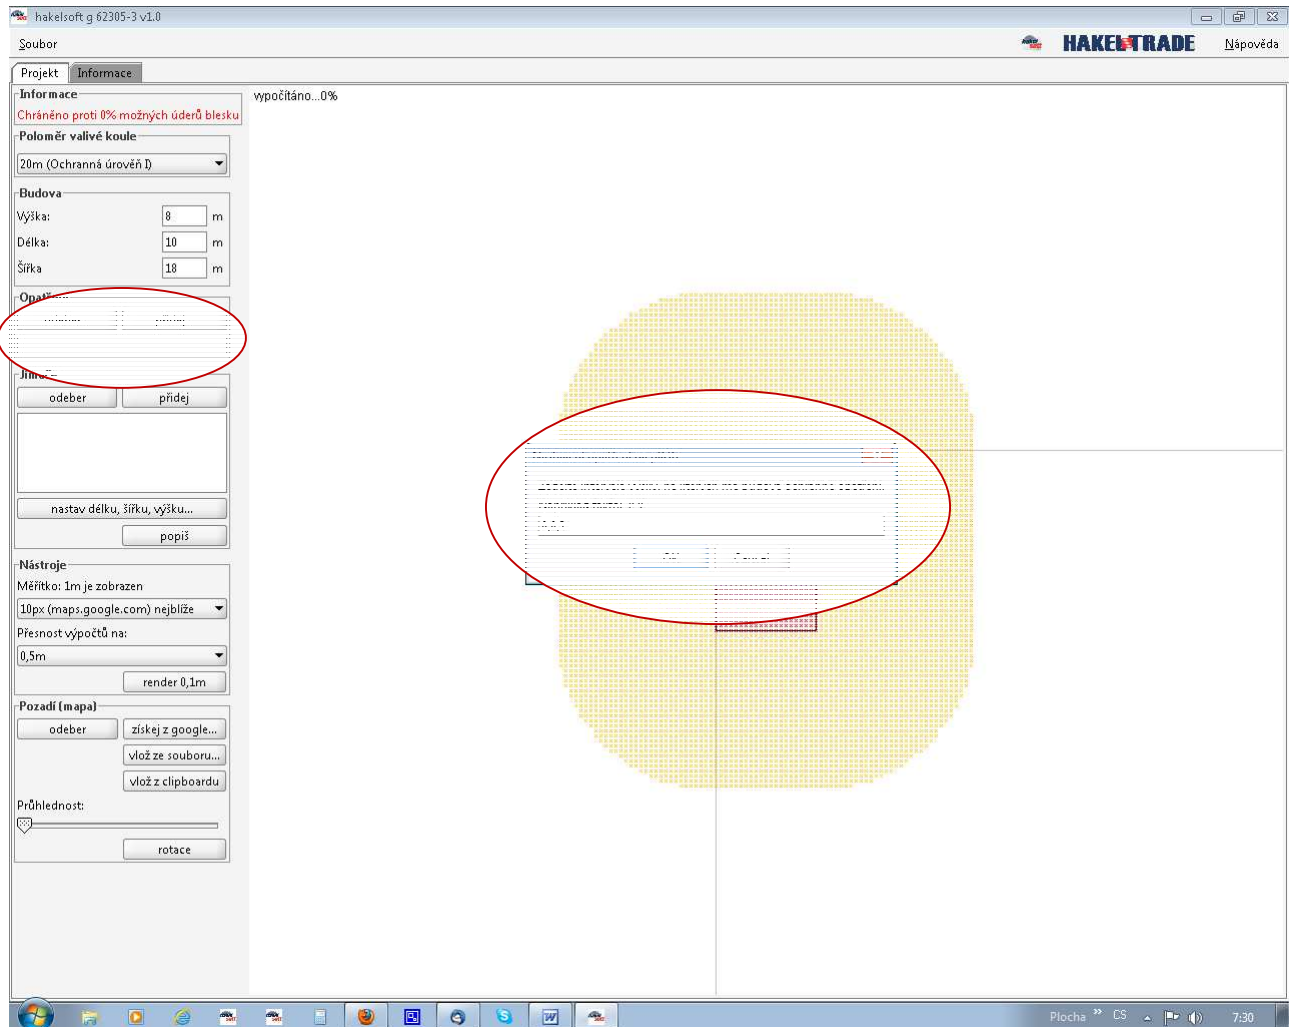 hakelsoft g 62305-3 v1.0
Soubor
HAKEL TRADE
Nápověda
Projekt
Informace
Informace
vypočítáno...0%
Chráněno proti 0% možných úderů blesku
Poloměr valivé koule
20m (Ochranná úrověň I)
Budova
Výška: 8 m
Délka: 10 m
Šířka 18 m
odeber přidej
nastav délku, šířku, výšku...
popiš
Nástroje
Měřítko: 1m je zobrazen
10px (maps.google.com) nejblíže
Přesnost výpočtů na:
0,5m
render 0,1m
Pozadí (mapa)
odeber získej z google...
vlož ze souboru...
vlož z clipboardu
Průhlednost:
rotace
Plocha » CS 7:30